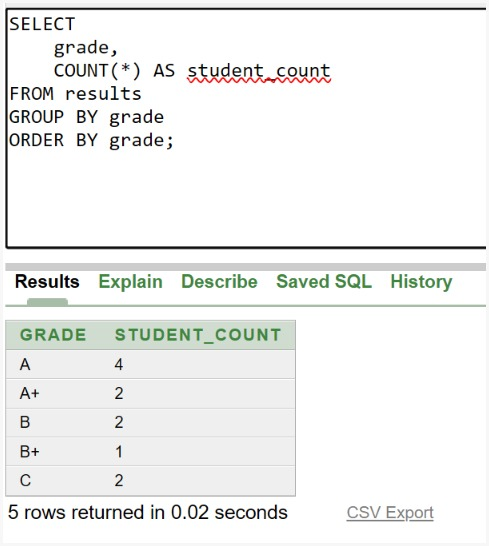 SELECT
    grade,
    COUNT(*) AS student_count
FROM results
GROUP BY grade
ORDER BY grade;
Results Explain Describe Saved SQL History
GRADE STUDENT_COUNT
A 4
A+ 2
B 2
B+ 1
C 2
5 rows returned in 0.02 seconds CSV Export